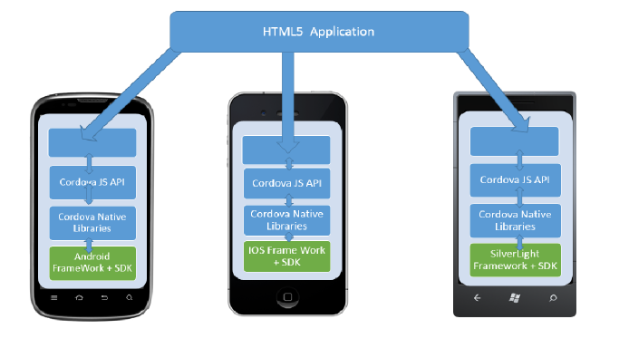 HTML5 Application
Cordova JS API
Cordova Native
Libraries
Android
FrameWork + SDK
Cordova JS API
Cordova Native
Libraries
IOS Frame Work
+ SDK
Cordova JS API
Cordova Native
Libraries
SilverLight
Framework + SDK